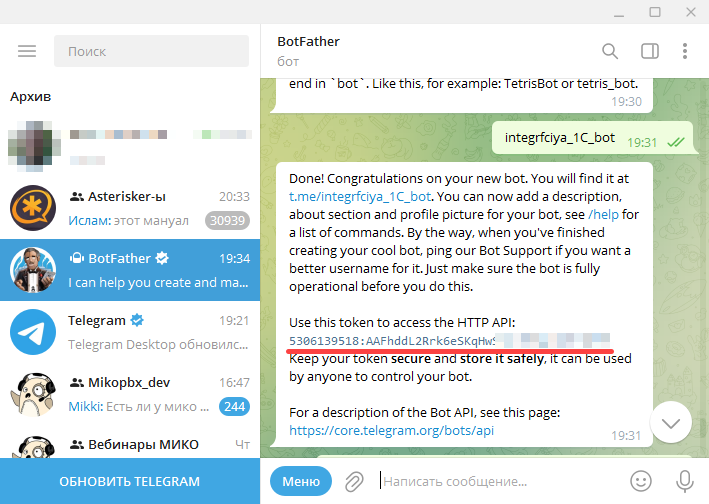 Поиск
Архив
Asterisker-ы 20:33
Ислам: этот мануал 30939
BotFather 19:34
I can help you create and ma...
Telegram 19:21
Telegram Desktop обновилс...
Mikopbx_dev 16:47
Mikki: Есть ли у мико ... 244
Вебинары МИКО Чт
ОБНОВИТЬ TELEGRAM
BotFather
бот
end in `bot`. Like this, for example: TetrisBot or tetris_bot.
19:30
integrfciya_1C_bot 19:31
Done! Congratulations on your new bot. You will find it at
t.me/integrfciya_1C_bot. You can now add a description,
about section and profile picture for your bot, see /help for
a list of commands. By the way, when you've finished
creating your cool bot, ping our Bot Support if you want a
better username for it. Just make sure the bot is fully
operational before you do this.
Use this token to access the HTTP API:
5306139518:AAFhddL2Rrk6eSKqHwS
Keep your token secure and store it safely, it can be used
by anyone to control your bot.
For a description of the Bot API, see this page:
https://core.telegram.org/bots/api
19:31
Меню
Написать сообщение...